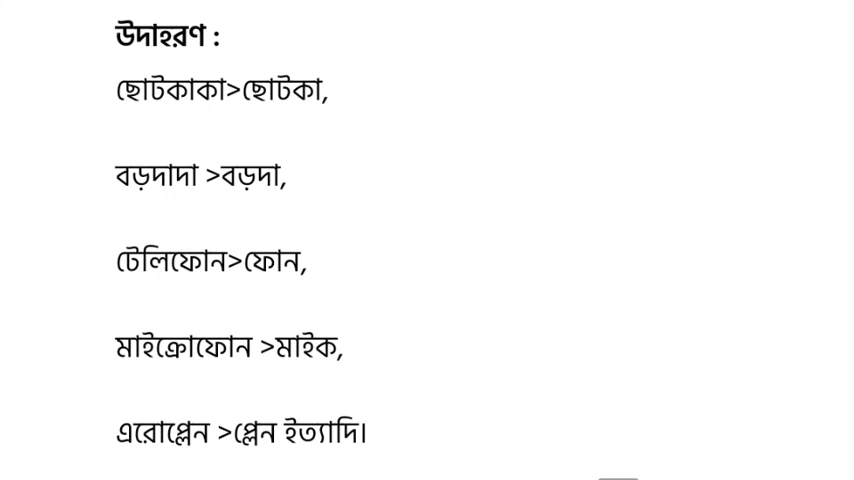 উদাহরণ :
ছোটকাকা>ছোটকা,
বড়দাদা >বড়দা,
টেলিফোন>ফোন,
মাইক্রোফোন >মাইক,
এরোপ্লেন >প্লেন ইত্যাদি।